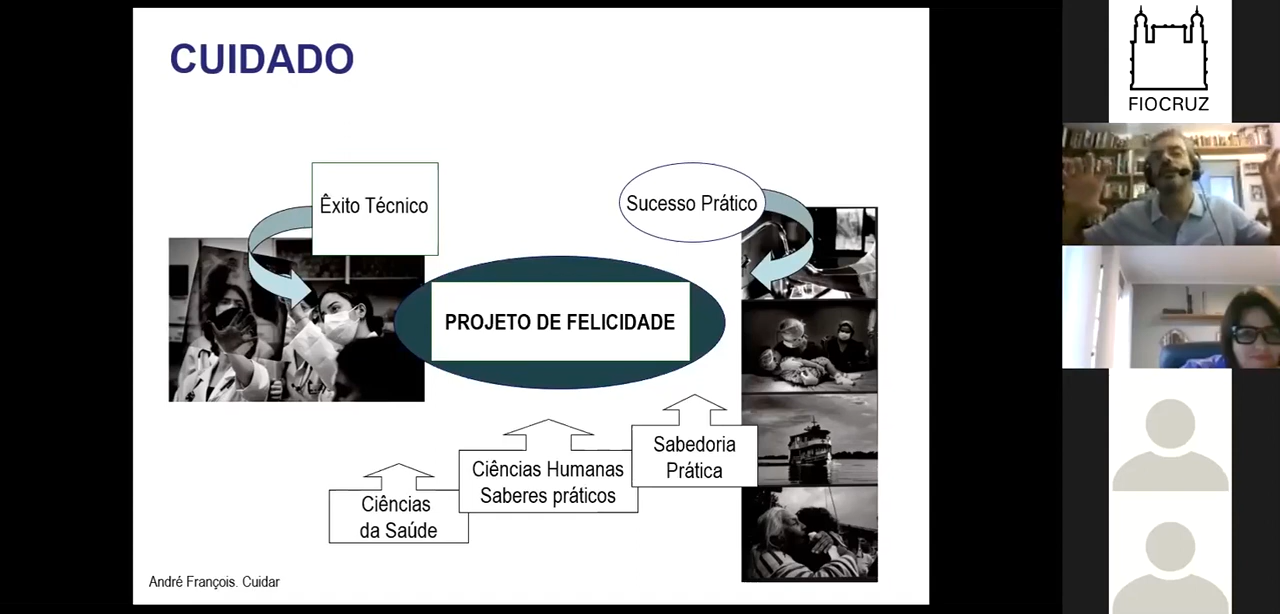 CUIDADO
Êxito Técnico
Sucesso Prático
PROJETO DE FELICIDADE
Sabedoria
Prática
Ciências Humanas
Saberes práticos
Ciências
da Saúde
André François. Cuidar
FIOCRUZ